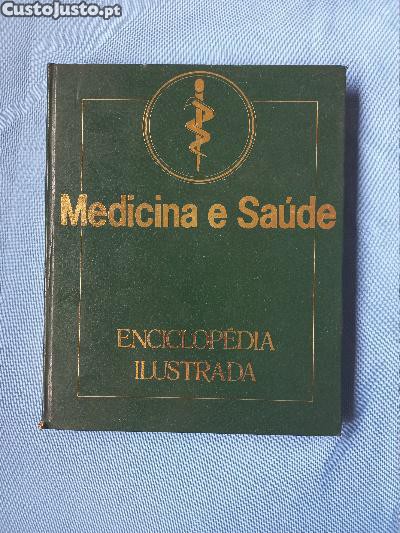 CustoJusto.pt
Medicina e Saúde
ENCICLOPÉDIA
ILUSTRADA